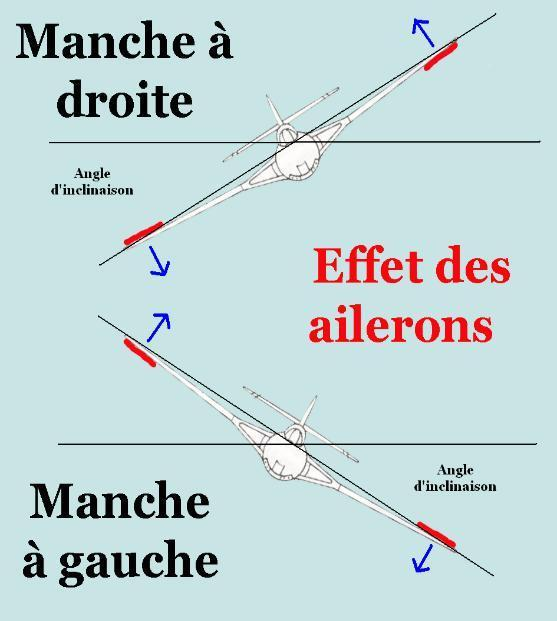 Manche à
droite
Angle
d'inclinaison
Effet des
ailerons
Angle
d'inclinaison
Manche
à gauche